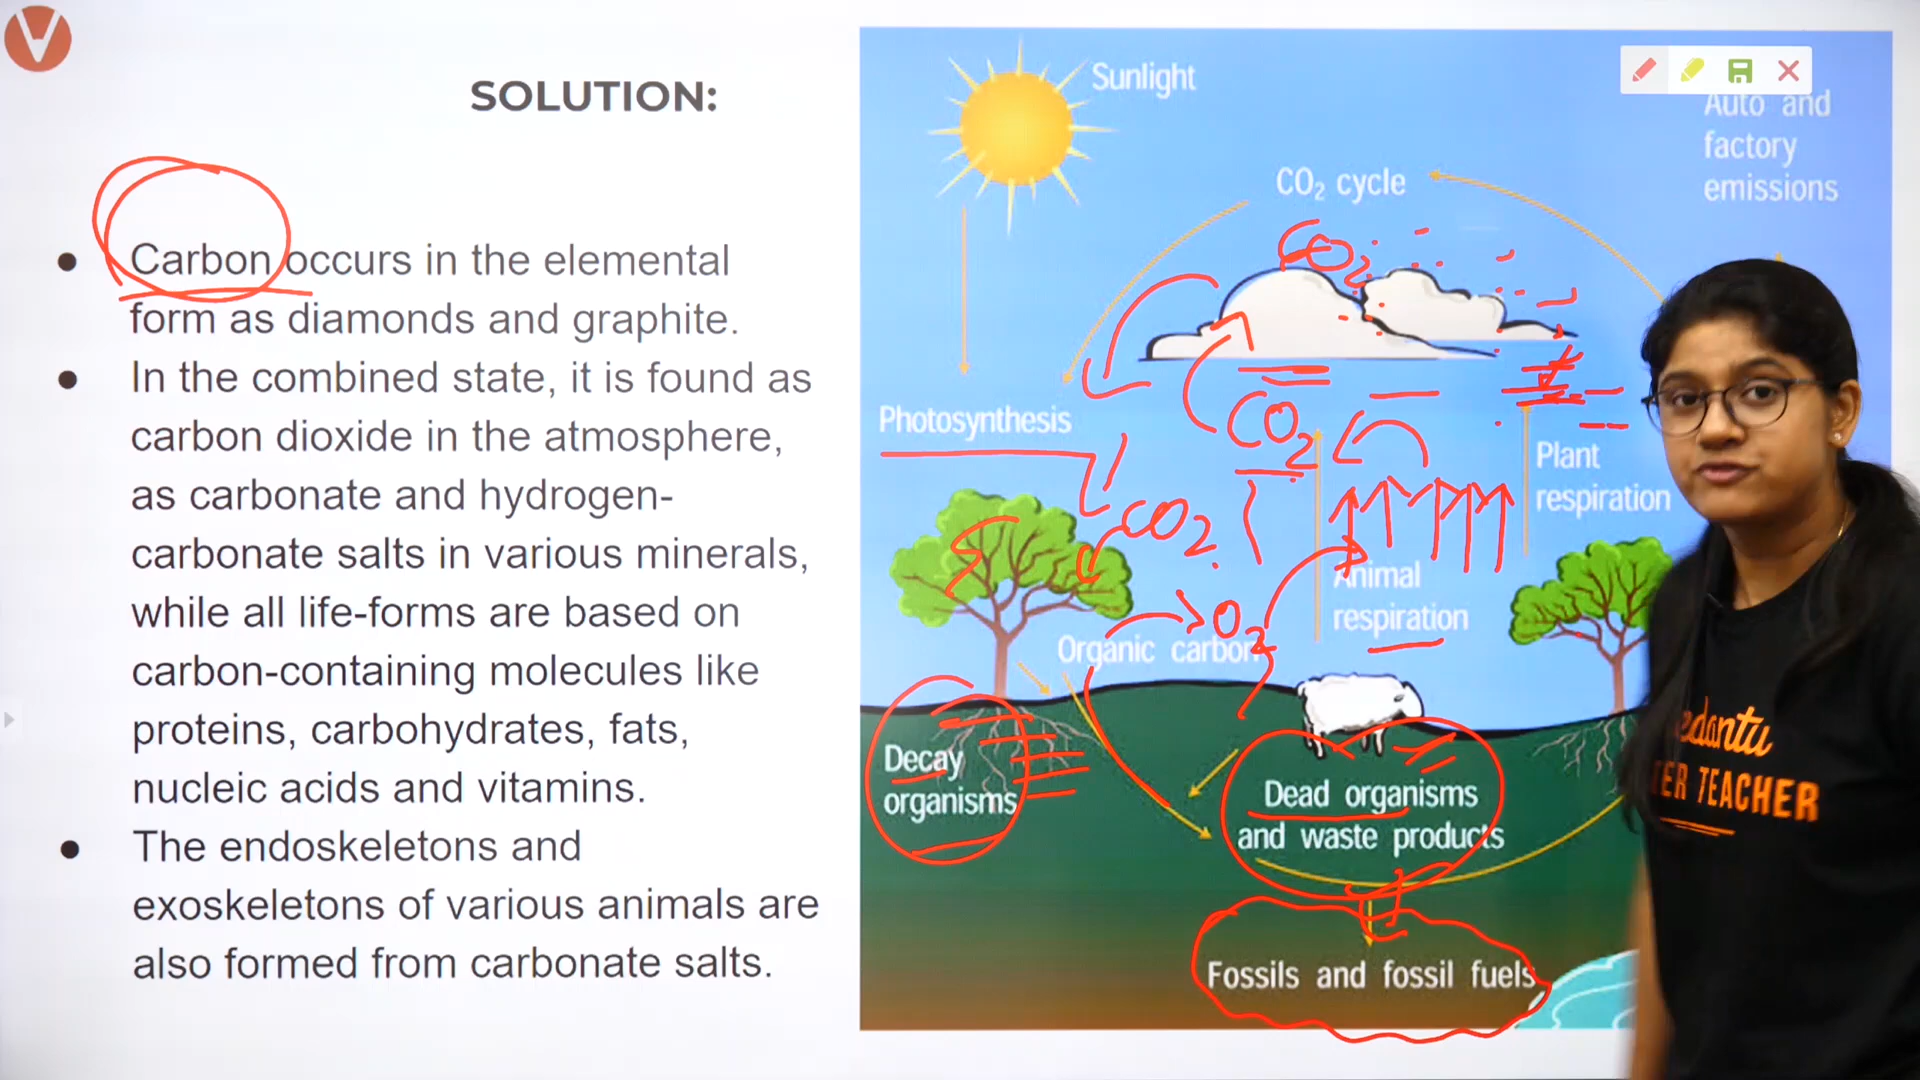 SOLUTION:
● Carbon occurs in the elemental
form as diamonds and graphite.
● In the combined state, it is found as
carbon dioxide in the atmosphere,
as carbonate and hydrogen-
carbonate salts in various minerals,
while all life-forms are based on
carbon-containing molecules like
proteins, carbohydrates, fats,
nucleic acids and vitamins.
● The endoskeletons and
exoskeletons of various animals are
also formed from carbonate salts.
Sunlight
Auto and
factory
emissions
CO₂ cycle
CO₂
Photosynthesis
CO₂
Plant
respiration
CO₂
Animal
respiration
O₂
Organic carbon
Decay
organisms
Dead organisms
and waste products
Fossils and fossil fuels
edantu
TER TEACHER